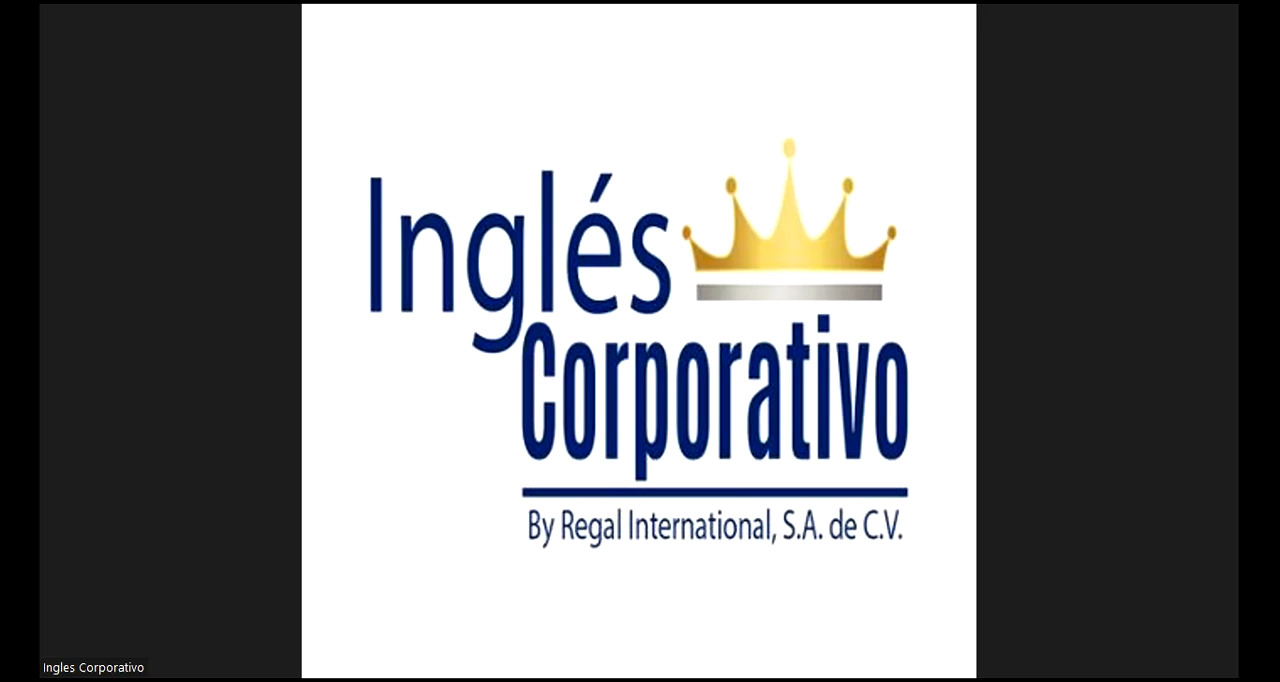 Inglés
Corporativo
By Regal International, S.A. de C.V.
Ingles Corporativo